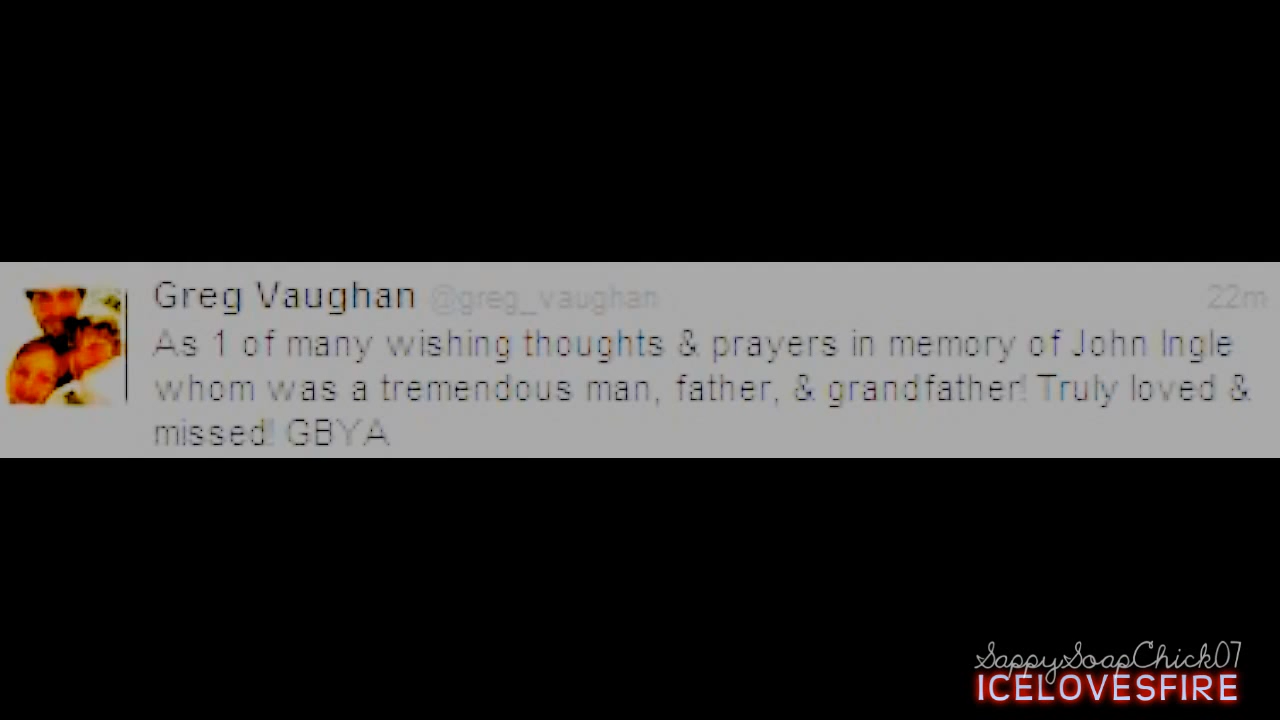 Greg Vaughan @greg_vaughan 22m
As 1 of many wishing thoughts & prayers in memory of John Ingle
whom was a tremendous man, father, & grandfather! Truly loved &
missed! GBYA
SappySoapChick07
ICELOVESFIRE